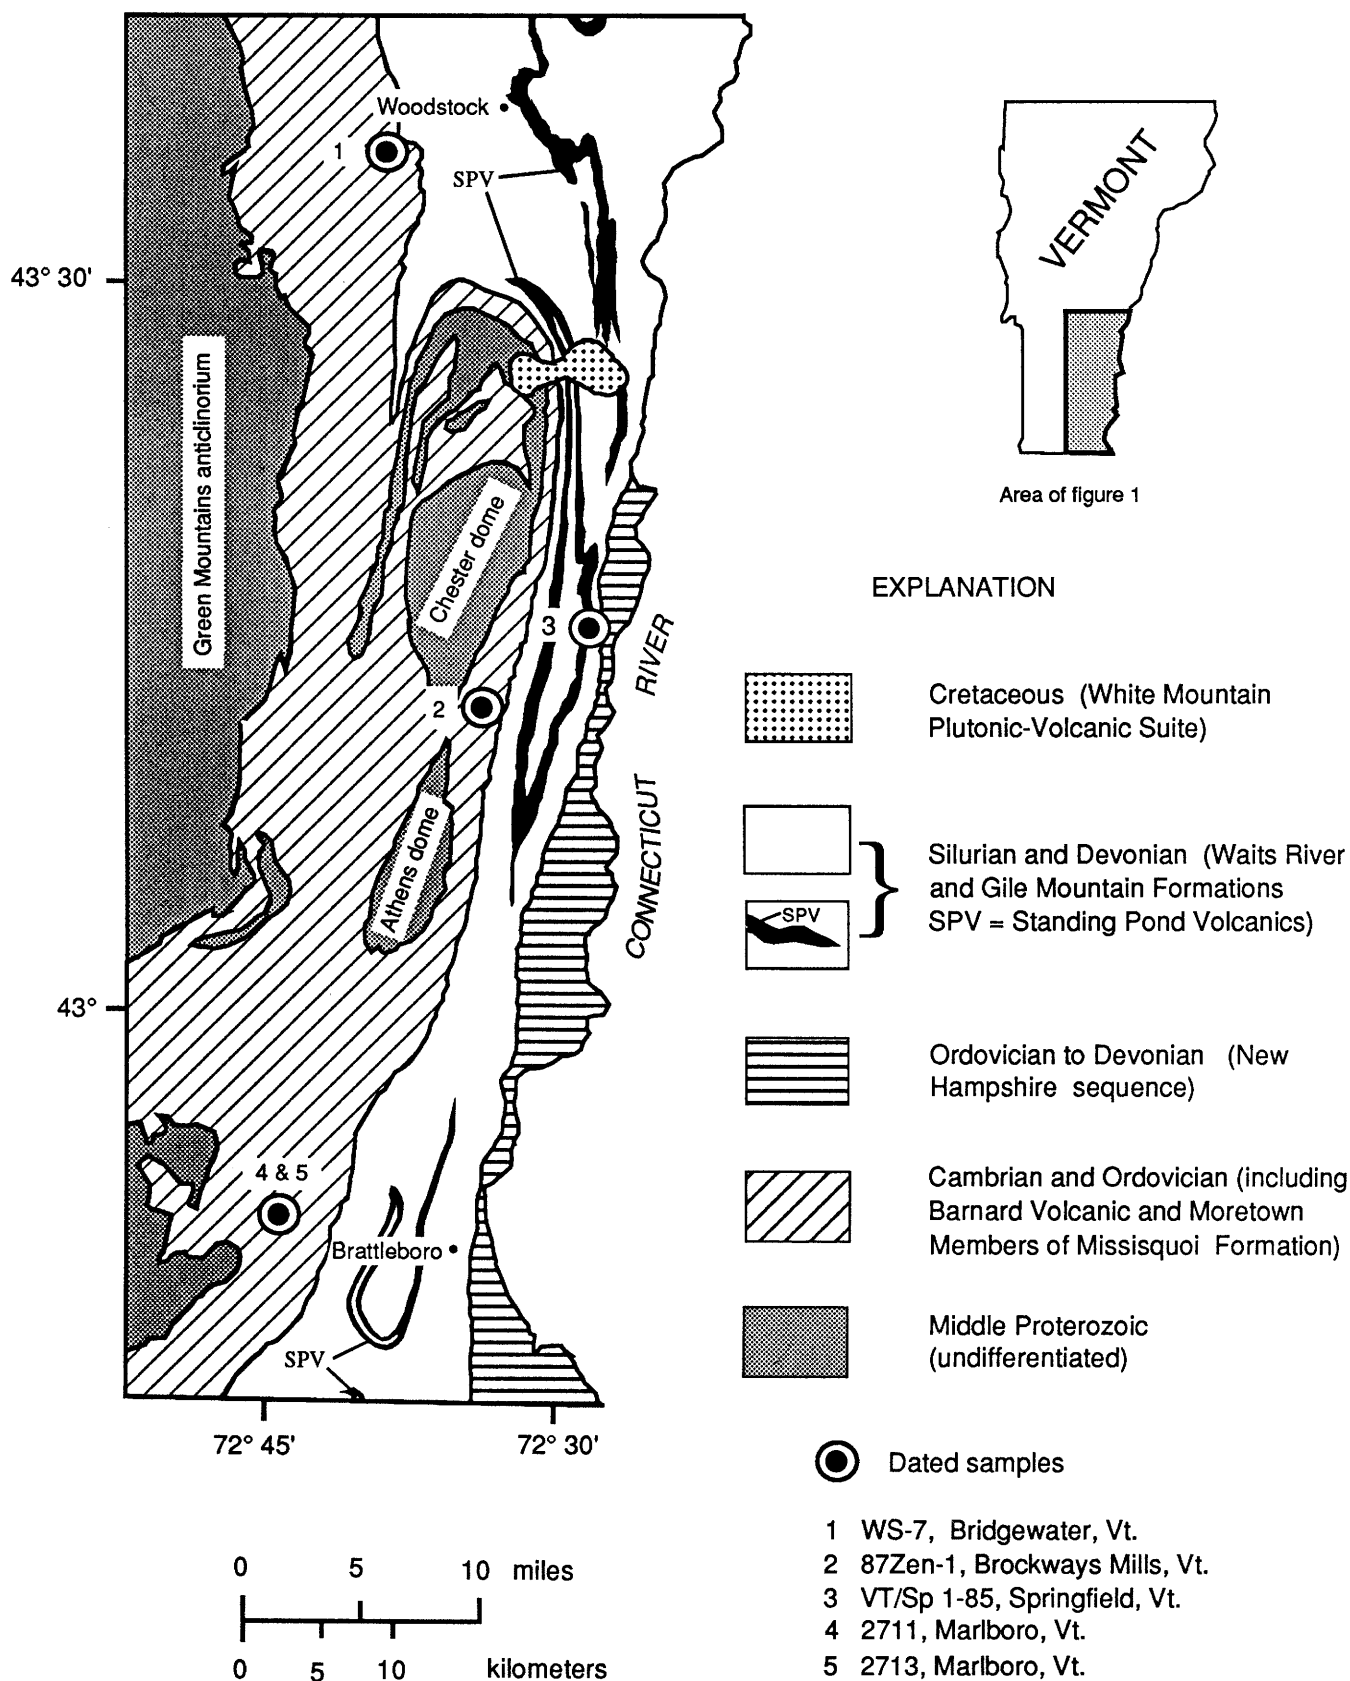 Woodstock
1
SPV
43° 30'
Green Mountains anticlinorium
Chester dome
3
2
RIVER
CONNECTICUT
Athens dome
43°
4 & 5
Brattleboro
SPV
72° 45'
72° 30'
0 5 10 miles
0 5 10 kilometers
VERMONT
Area of figure 1
EXPLANATION
Cretaceous (White Mountain
Plutonic-Volcanic Suite)
SPV
Silurian and Devonian (Waits River
and Gile Mountain Formations
SPV = Standing Pond Volcanics)
Ordovician to Devonian (New
Hampshire sequence)
Cambrian and Ordovician (including
Barnard Volcanic and Moretown
Members of Missisquoi Formation)
Middle Proterozoic
(undifferentiated)
Dated samples
1 WS-7, Bridgewater, Vt.
2 87Zen-1, Brockways Mills, Vt.
3 VT/Sp 1-85, Springfield, Vt.
4 2711, Marlboro, Vt.
5 2713, Marlboro, Vt.